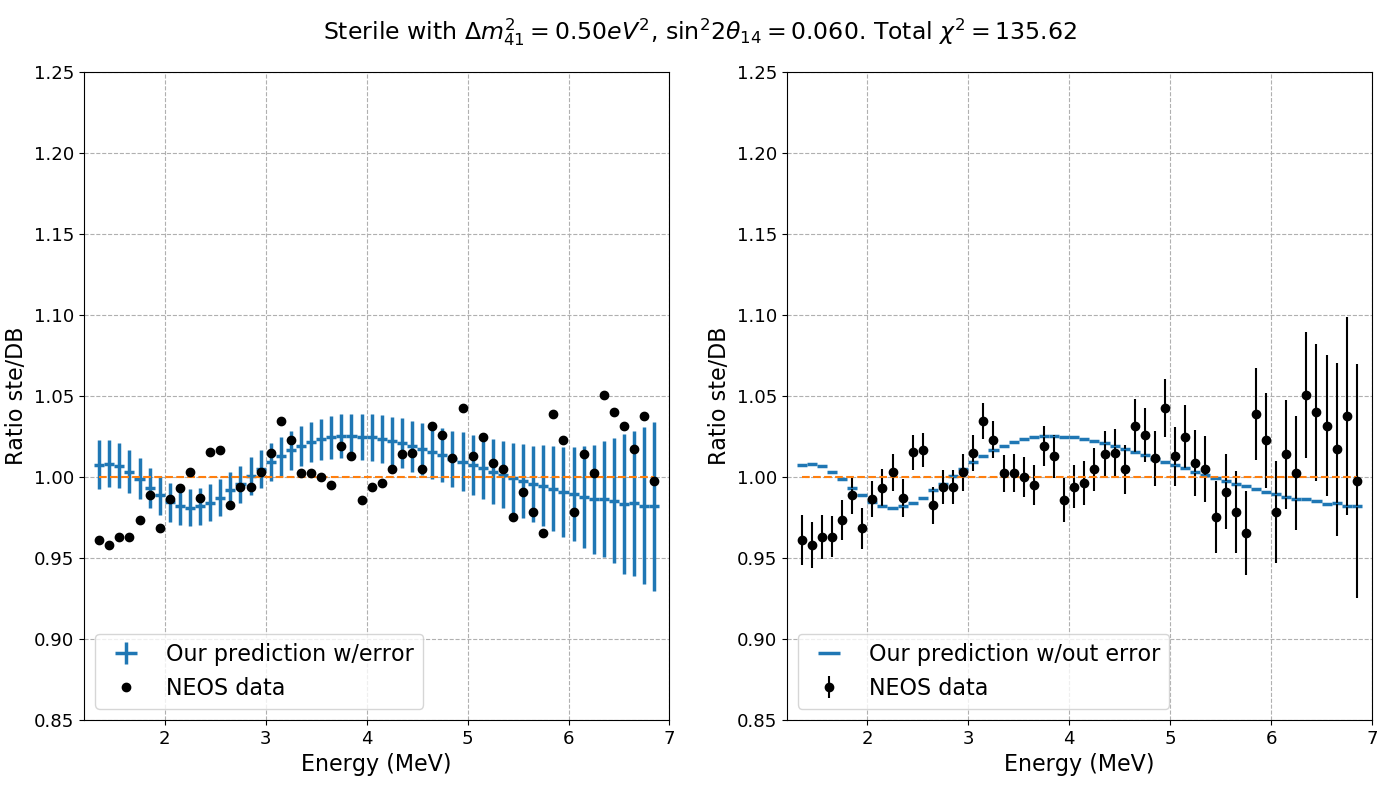 Sterile with Δm²₄₁ = 0.50eV², sin²2θ₁₄ = 0.060. Total χ² = 135.62
Ratio ste/DB
1.25
1.20
1.15
1.10
1.05
1.00
0.95
0.90
0.85
Our prediction w/error
NEOS data
2 3 4 5 6 7
Energy (MeV)
Ratio ste/DB
1.25
1.20
1.15
1.10
1.05
1.00
0.95
0.90
0.85
Our prediction w/out error
NEOS data
2 3 4 5 6 7
Energy (MeV)